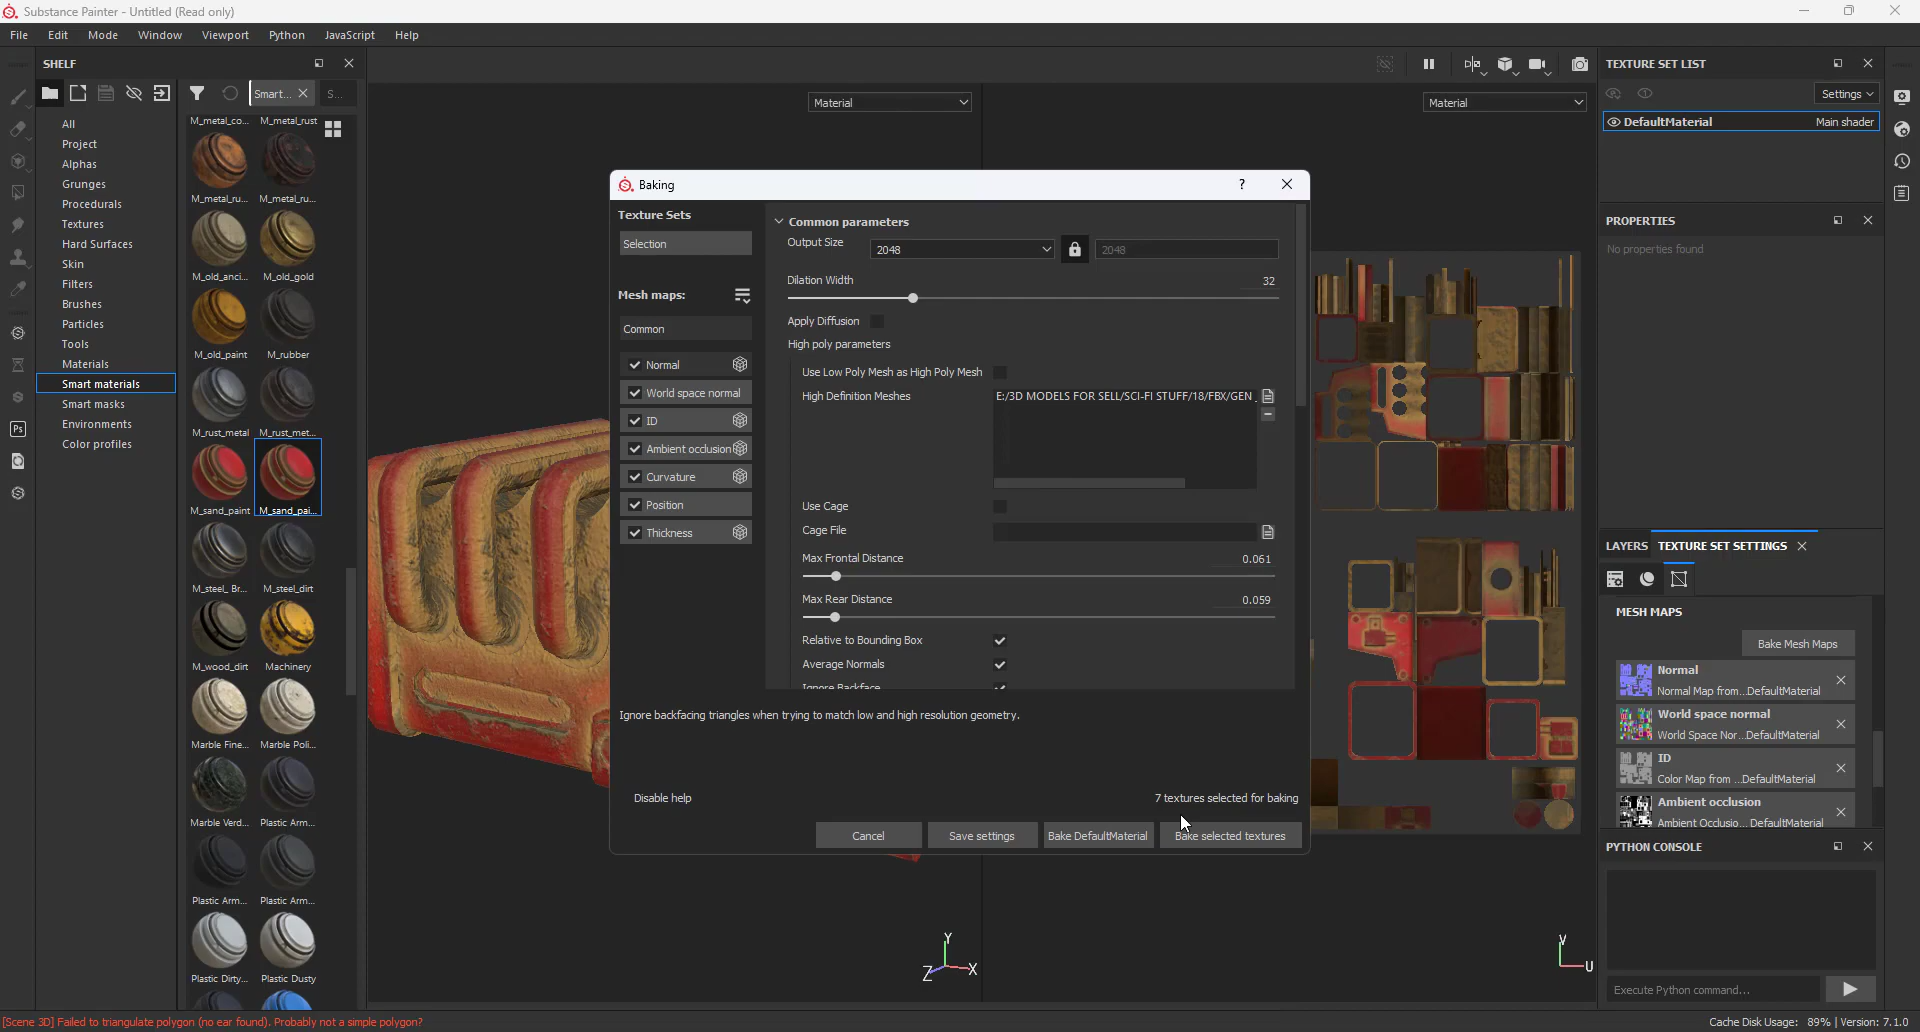 Substance Painter - Untitled (Read only)
File Edit Mode Window Viewport Python JavaScript Help
SHELF
Smart...
S...
All
Project
Alphas
Grunges
Procedurals
Textures
Hard Surfaces
Skin
Filters
Brushes
Particles
Tools
Materials
Smart materials
Smart masks
Environments
Color profiles
Ps
M_metal_co... M_metal_rust
M_metal_ru... M_metal_ru...
M_old_anci... M_old_gold
M_old_paint M_rubber
M_rust_metal M_rust_met...
M_sand_paint M_sand_pai...
M_steel_ Br... M_steel_dirt
M_wood_dirt Machinery
Marble Fine... Marble Poli...
Marble Verd... Plastic Arm...
Plastic Arm... Plastic Arm...
Plastic Dirty... Plastic Dusty
Material
Material
Baking
?
Texture Sets
Selection
Mesh maps:
Common
Normal
World space normal
ID
Ambient occlusion
Curvature
Position
Thickness
Common parameters
Output Size 2048 2048
Dilation Width 32
Apply Diffusion
High poly parameters
Use Low Poly Mesh as High Poly Mesh
High Definition Meshes E:/3D MODELS FOR SELL/SCI-FI STUFF/18/FBX/GEN_
Use Cage
Cage File
Max Frontal Distance 0.061
Max Rear Distance 0.059
Relative to Bounding Box
Average Normals
Ignore Backface
Ignore backfacing triangles when trying to match low and high resolution geometry.
Disable help
7 textures selected for baking
Cancel Save settings Bake DefaultMaterial Bake selected textures
Y
Z X
V
U
TEXTURE SET LIST
Settings
DefaultMaterial Main shader
PROPERTIES
No properties found
LAYERS TEXTURE SET SETTINGS
MESH MAPS
Bake Mesh Maps
Normal
Normal Map from...DefaultMaterial
World space normal
World Space Nor...DefaultMaterial
ID
Color Map from ...DefaultMaterial
Ambient occlusion
Ambient Occlusio... DefaultMaterial
PYTHON CONSOLE
Execute Python command...
[Scene 3D] Failed to triangulate polygon (no ear found). Probably not a simple polygon?
Cache Disk Usage: 89% | Version: 7.1.0